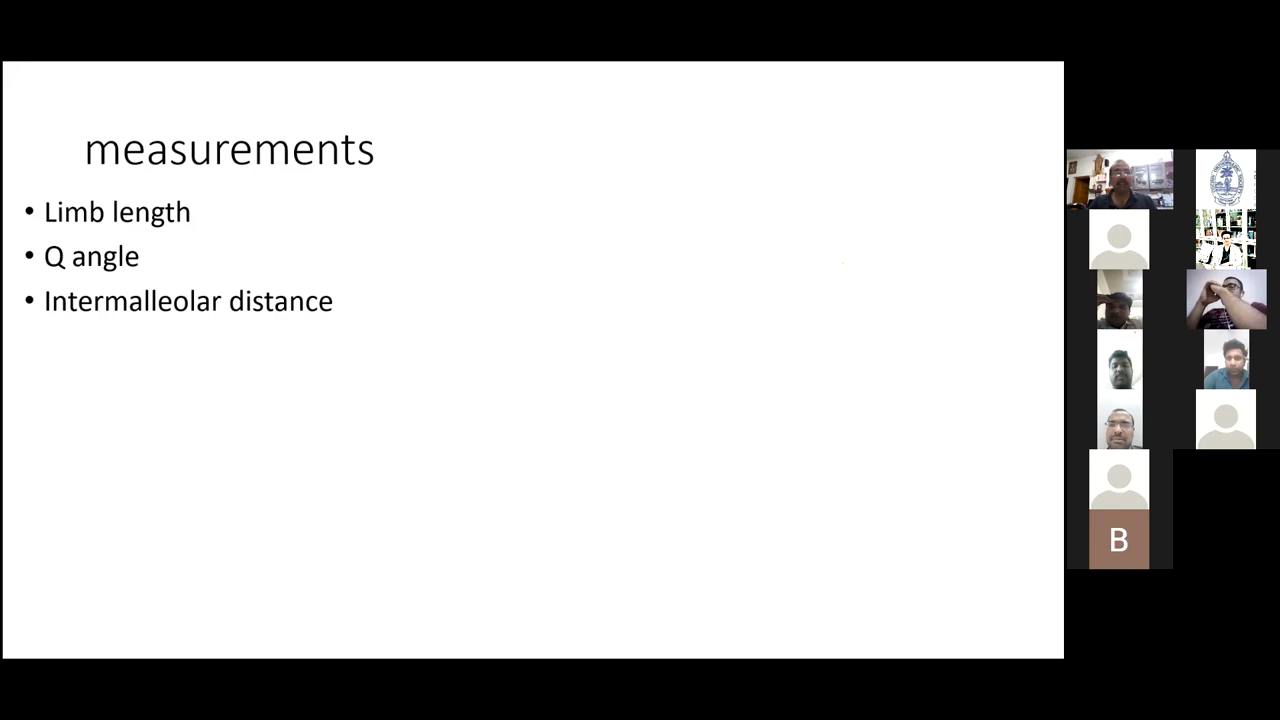 measurements
• Limb length
• Q angle
• Intermalleolar distance
B